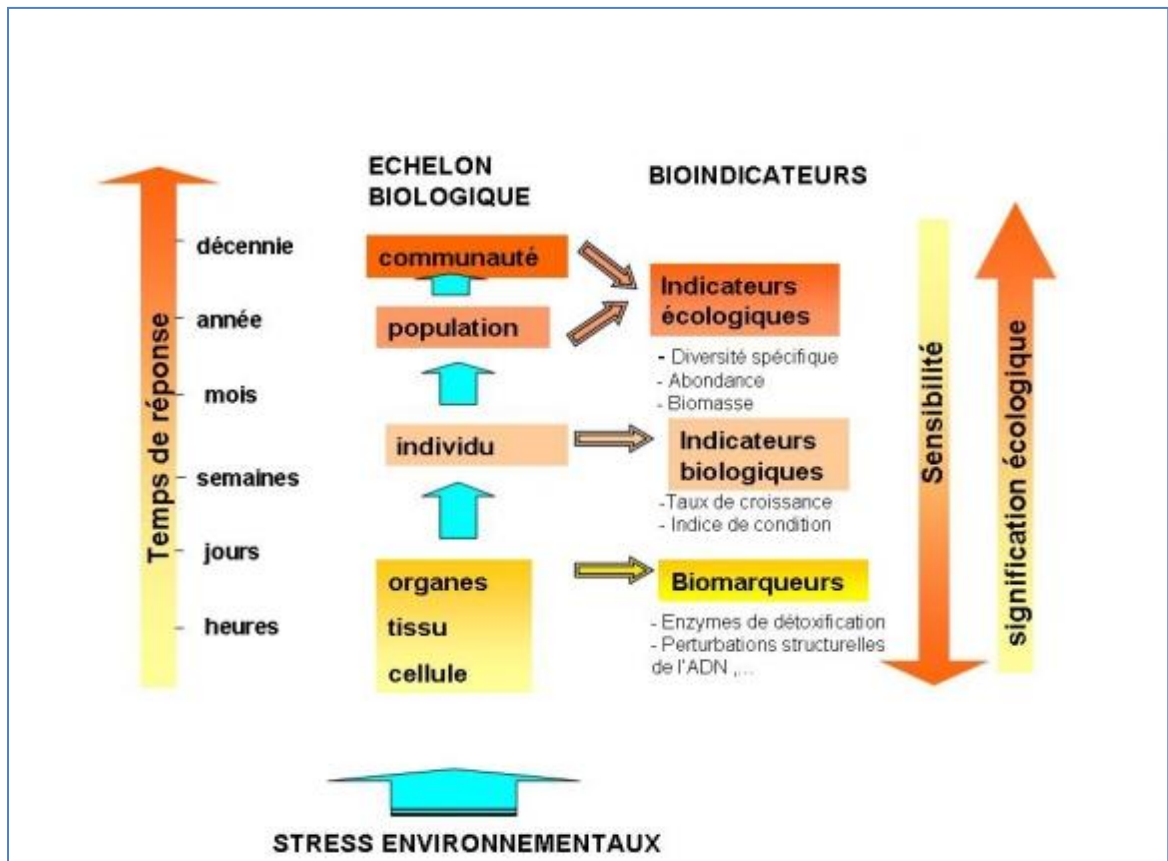 ECHELON
BIOLOGIQUE
BIOINDICATEURS
Temps de réponse
décennie
année
mois
semaines
jours
heures
communauté
population
individu
organes
tissu
cellule
Indicateurs
écologiques
- Diversité spécifique
- Abondance
- Biomasse
Indicateurs
biologiques
-Taux de croissance
- Indice de condition
Biomarqueurs
- Enzymes de détoxification
- Perturbations structurelles
de l'ADN ,...
Sensibilité
signification écologique
STRESS ENVIRONNEMENTAUX